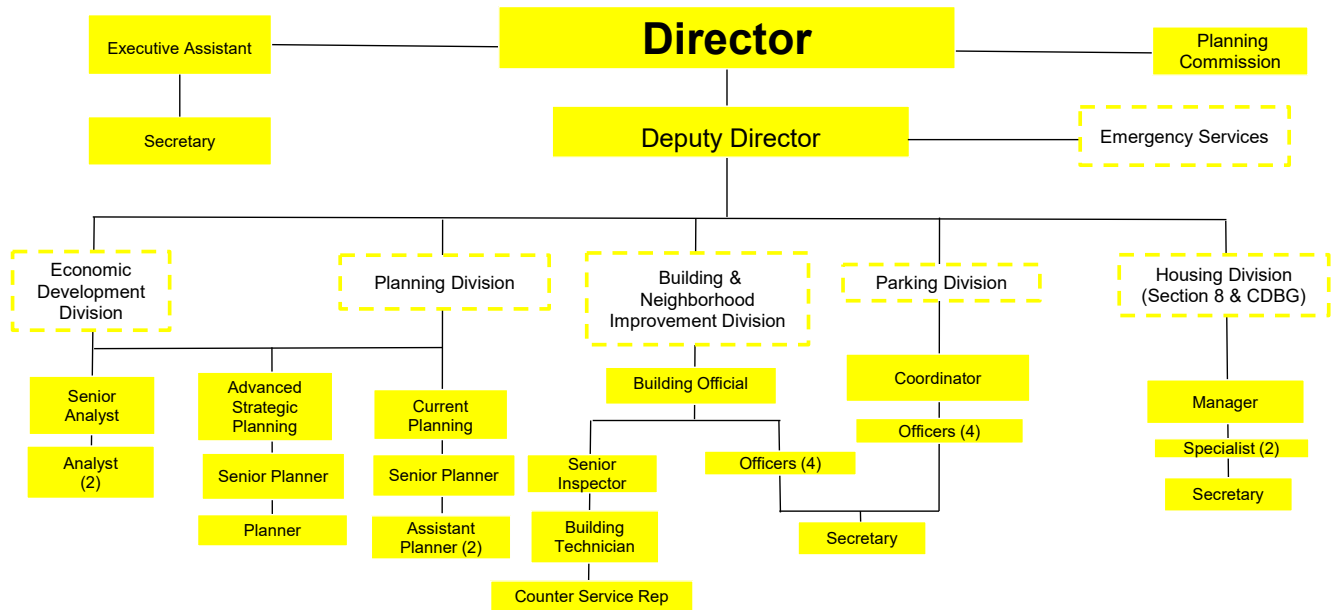 Director
Executive Assistant
Planning
Commission
Secretary
Deputy Director
Emergency Services
Economic
Development
Division
Planning Division
Building &
Neighborhood
Improvement Division
Parking Division
Housing Division
(Section 8 & CDBG)
Senior
Analyst
Analyst
(2)
Advanced
Strategic
Planning
Senior Planner
Planner
Current
Planning
Senior Planner
Assistant
Planner (2)
Building Official
Senior
Inspector
Building
Technician
Counter Service Rep
Officers (4)
Coordinator
Officers (4)
Secretary
Manager
Specialist (2)
Secretary